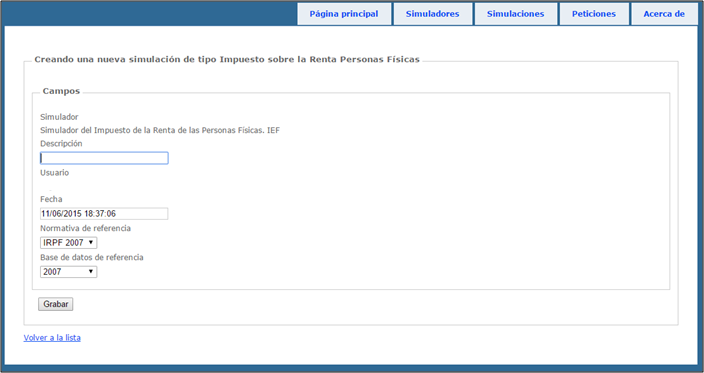 Página principal Simuladores Simulaciones Peticiones Acerca de
Creando una nueva simulación de tipo Impuesto sobre la Renta Personas Físicas
Campos
Simulador
Simulador del Impuesto de la Renta de las Personas Físicas. IEF
Descripción
Usuario
Fecha
11/06/2015 18:37:06
Normativa de referencia
IRPF 2007
Base de datos de referencia
2007
Grabar
Volver a la lista